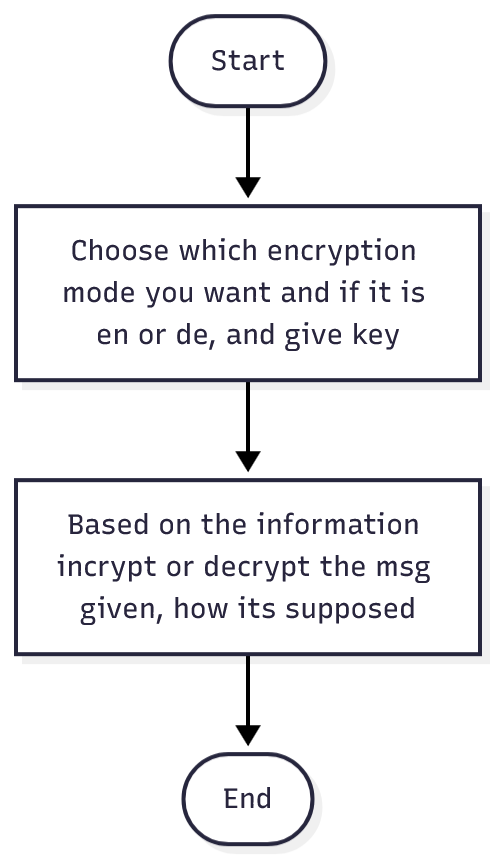 Start
Choose which encryption
mode you want and if it is
en or de, and give key
Based on the information
incrypt or decrypt the msg
given, how its supposed
End